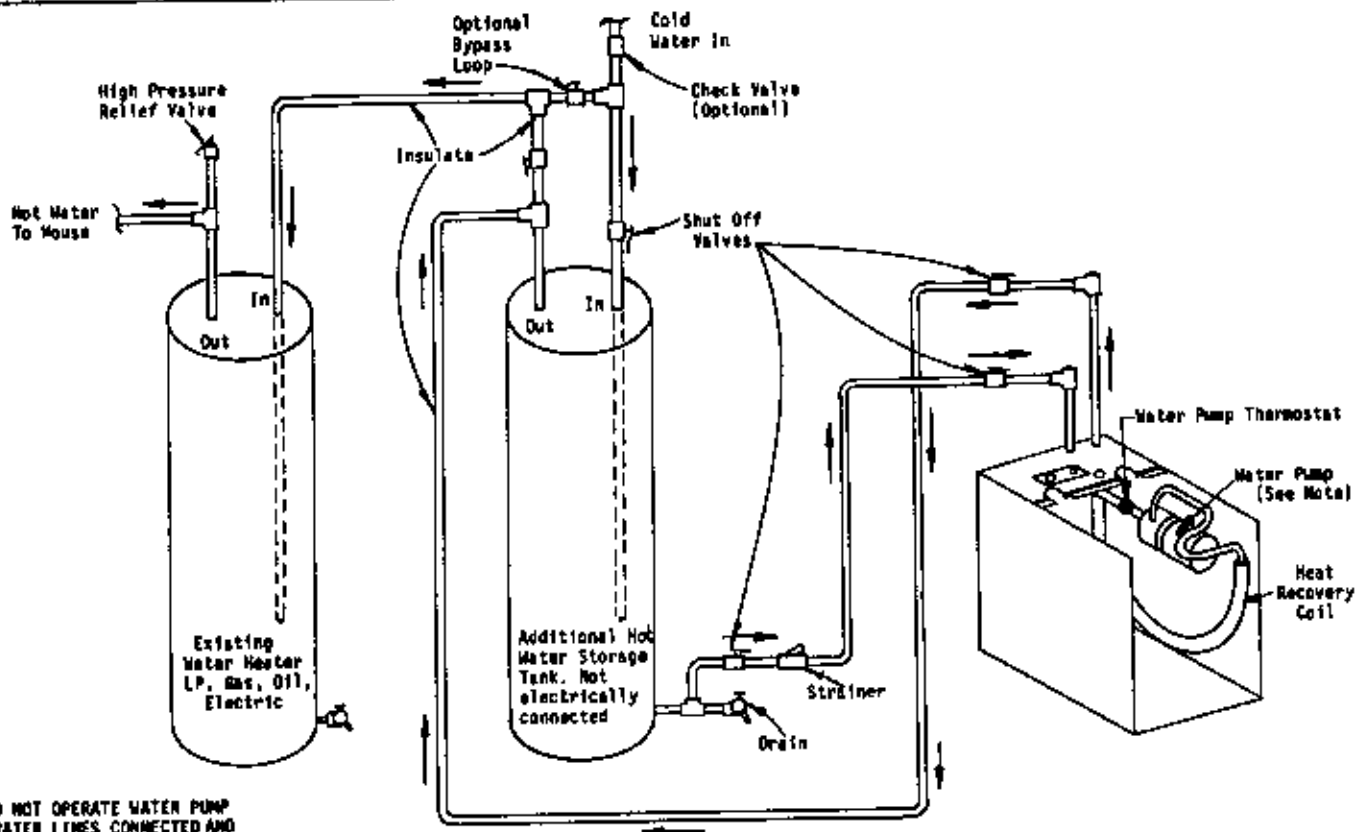 Optional
Bypass
Loop
Cold
Water In
High Pressure
Relief Valve
Check Valve
(Optional)
Insulate
Hot Water
To House
Shut Off
Valves
In
Out
In
Out
Water Pump Thermostat
Water Pump
(See Note)
Heat
Recovery
Coil
Existing
Water Heater
LP, Gas, Oil,
Electric
Additional Hot
Water Storage
Tank. Not
electrically
connected
Strainer
Drain
NOT OPERATE WATER PUMP
WATER LINES CONNECTED AND